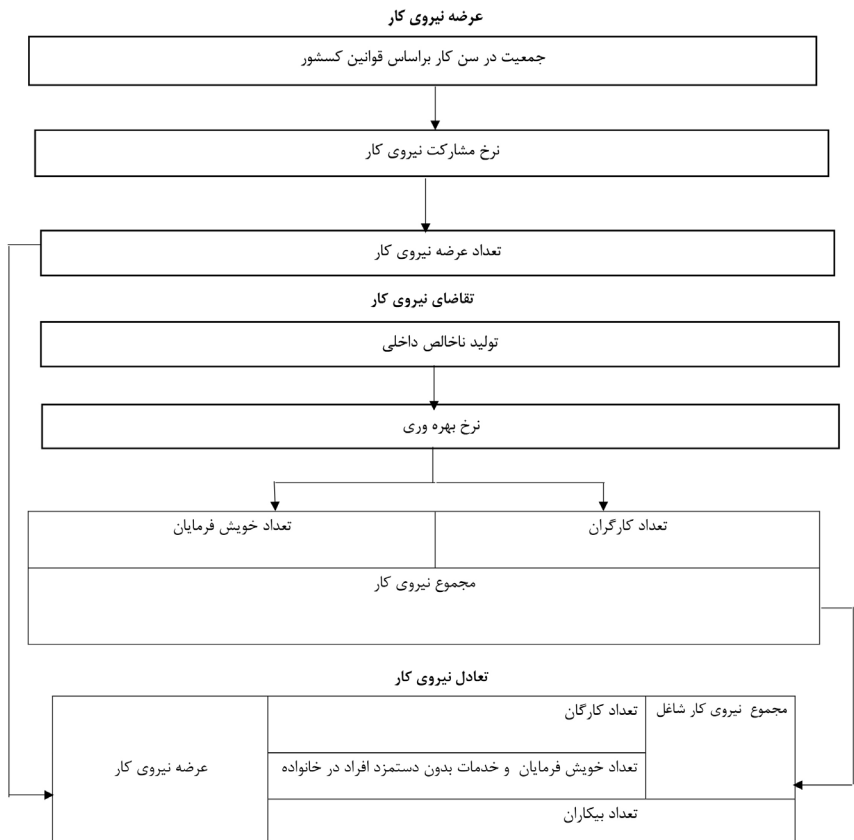 عرضه نیروی کار
جمعیت در سن کار براساس قوانین کسشور
نرخ مشارکت نیروی کار
تعداد عرضه نیروی کار
تقاضای نیروی کار
تولید ناخالص داخلی
نرخ بهره وری
تعداد کارگران
تعداد خویش فرمایان
مجموع نیروی کار
تعادل نیروی کار
مجموع نیروی کار شاغل
تعداد کارگان
تعداد خویش فرمایان و خدمات بدون دستمزد افراد در خانواده
عرضه نیروی کار
تعداد بیکاران